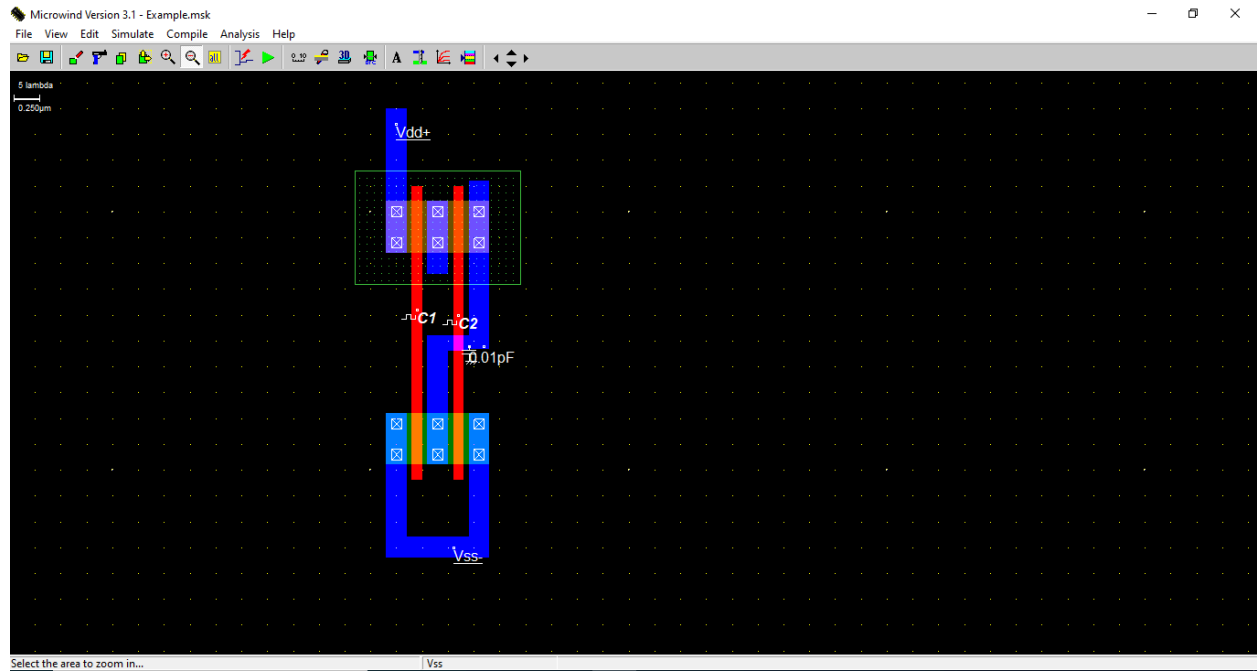 Microwind Version 3.1 - Example.msk
File View Edit Simulate Compile Analysis Help
5 lambda
0.250µm
Vdd+
C1
C2
0.01pF
Vss-
Select the area to zoom in... Vss